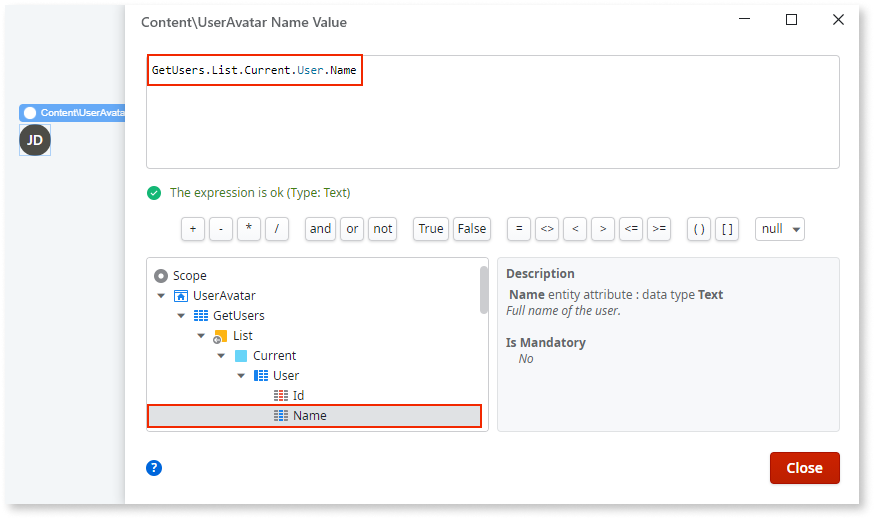 Content\UserAvatar Name Value
GetUsers.List.Current.User.Name
Content\UserAvata
JD
The expression is ok (Type: Text)
+ - * / and or not True False = <> < > <= >= ( ) [ ] null
Scope
UserAvatar
GetUsers
List
Current
User
Id
Name
Description
Name entity attribute : data type Text
Full name of the user.
Is Mandatory
No
?
Close